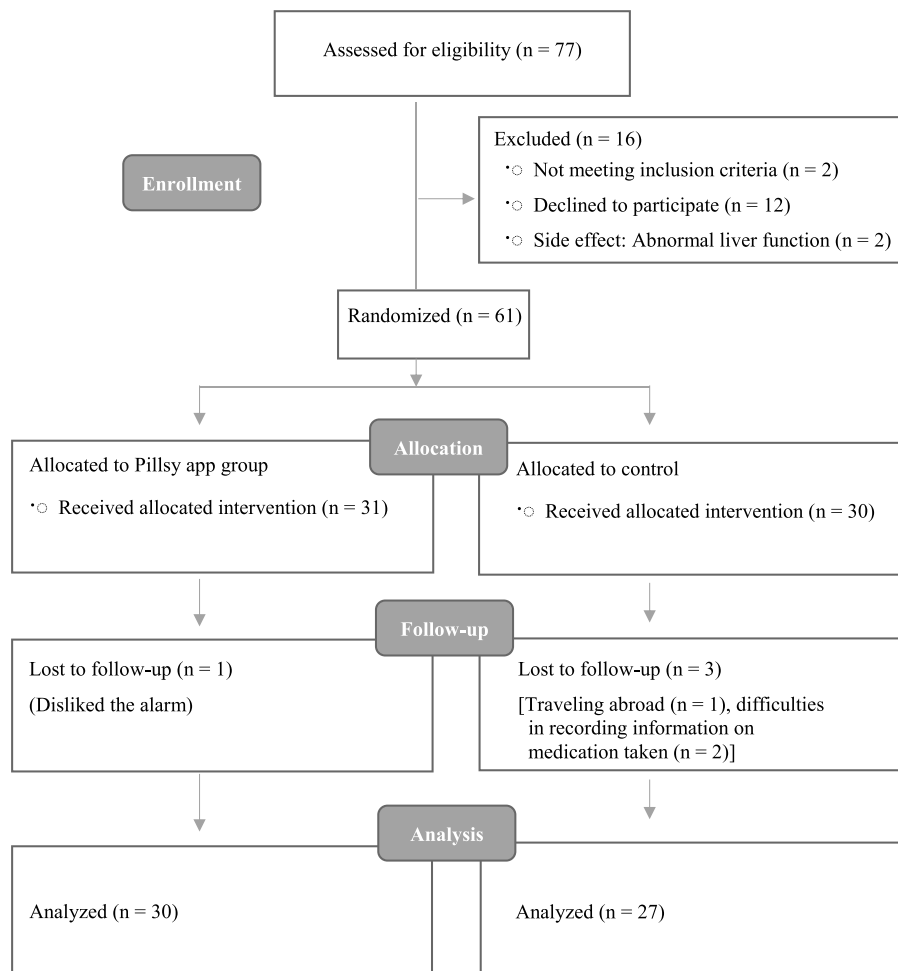 Assessed for eligibility (n = 77)
Enrollment
Excluded (n = 16)
·◌ Not meeting inclusion criteria (n = 2)
·◌ Declined to participate (n = 12)
·◌ Side effect: Abnormal liver function (n = 2)
Randomized (n = 61)
Allocation
Allocated to Pillsy app group
·◌ Received allocated intervention (n = 31)
Allocated to control
·◌ Received allocated intervention (n = 30)
Follow-up
Lost to follow-up (n = 1)
(Disliked the alarm)
Lost to follow-up (n = 3)
[Traveling abroad (n = 1), difficulties
in recording information on
medication taken (n = 2)]
Analysis
Analyzed (n = 30)
Analyzed (n = 27)